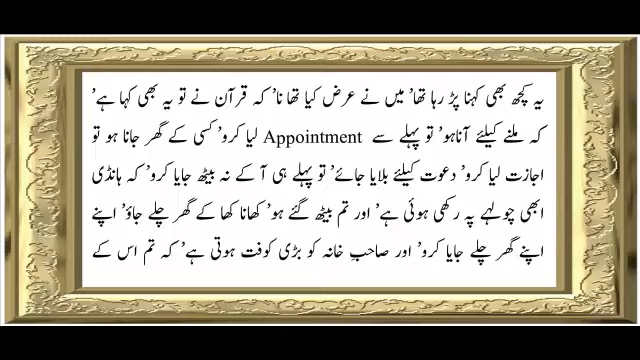 یہ کچھ بھی کہنا پڑ رہا تھا’ میں نے عرض کیا تھا نا’ کہ قرآن نے تو یہ بھی کہا ہے’
کہ ملنے کیلئے آنا ہو’ تو پہلے سے Appointment لیا کرو’ کسی کے گھر جانا ہو تو
اجازت لیا کرو’ دعوت کیلئے بلایا جائے’ تو پہلے ہی آ کے نہ بیٹھ جایا کرو’ کہ ہانڈی
ابھی چولہے پہ رکھی ہوئی ہے’ اور تم بیٹھ گئے ہو’ کھانا کھا کے گھر چلے جاؤ’ اپنے
اپنے گھر چلے جایا کرو’ اور صاحبِ خانہ کو بڑی کوفت ہوتی ہے’ کہ تم اس کے